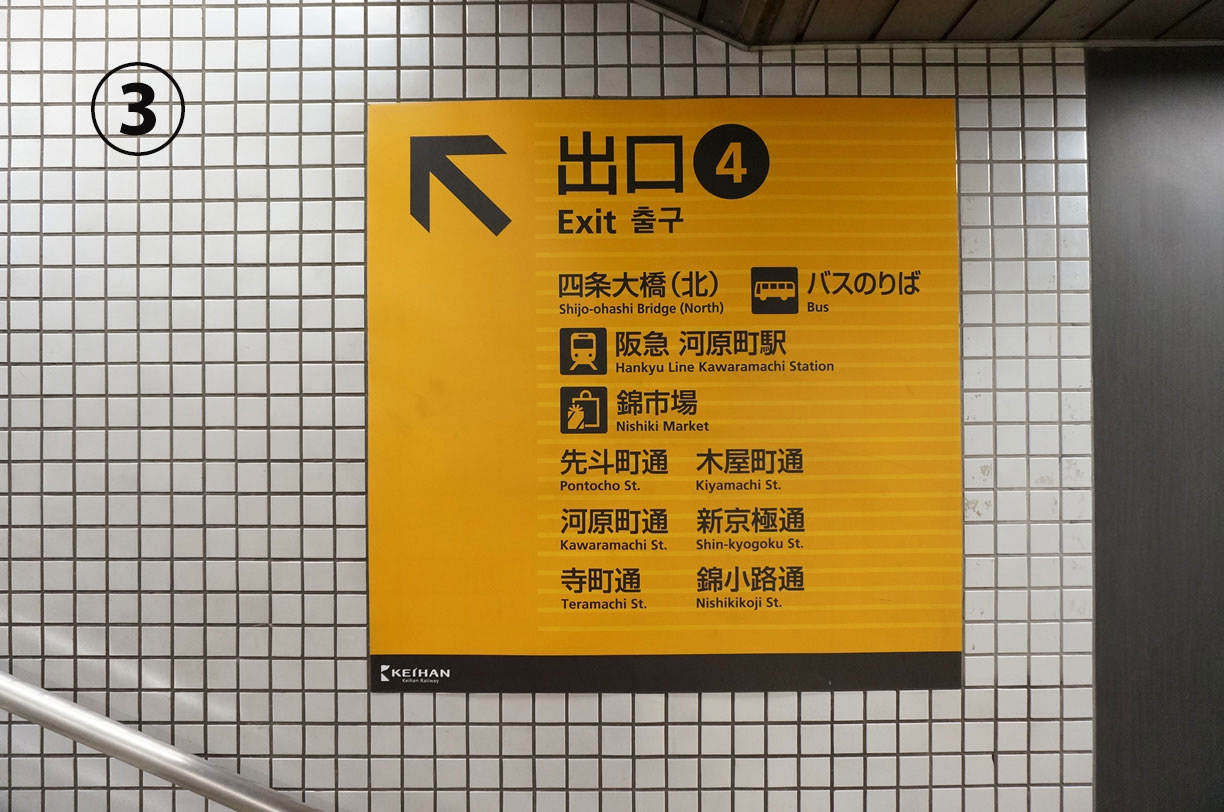 ③
出口4
Exit 출구
四条大橋(北) バスのりば
Shijo-ohashi Bridge (North) Bus
阪急 河原町駅
Hankyu Line Kawaramachi Station
錦市場
Nishiki Market
先斗町通 木屋町通
Pontocho St. Kiyamachi St.
河原町通 新京極通
Kawaramachi St. Shin-kyogoku St.
寺町通 錦小路通
Teramachi St. Nishikikoji St.
KEIHAN
Keihan Railway